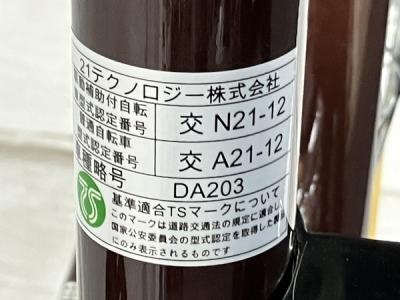 21テクノロジー株式会社
補助付自転
型式認定番号 交 N21-12
普通自転車
型式認定番号 交 A21-12
車種略号 DA203
TS
基準適合TSマークについて
このマークは道路交通法の規定に適合し
国家公安委員会の型式認定を取得した
にのみ表示されるものです